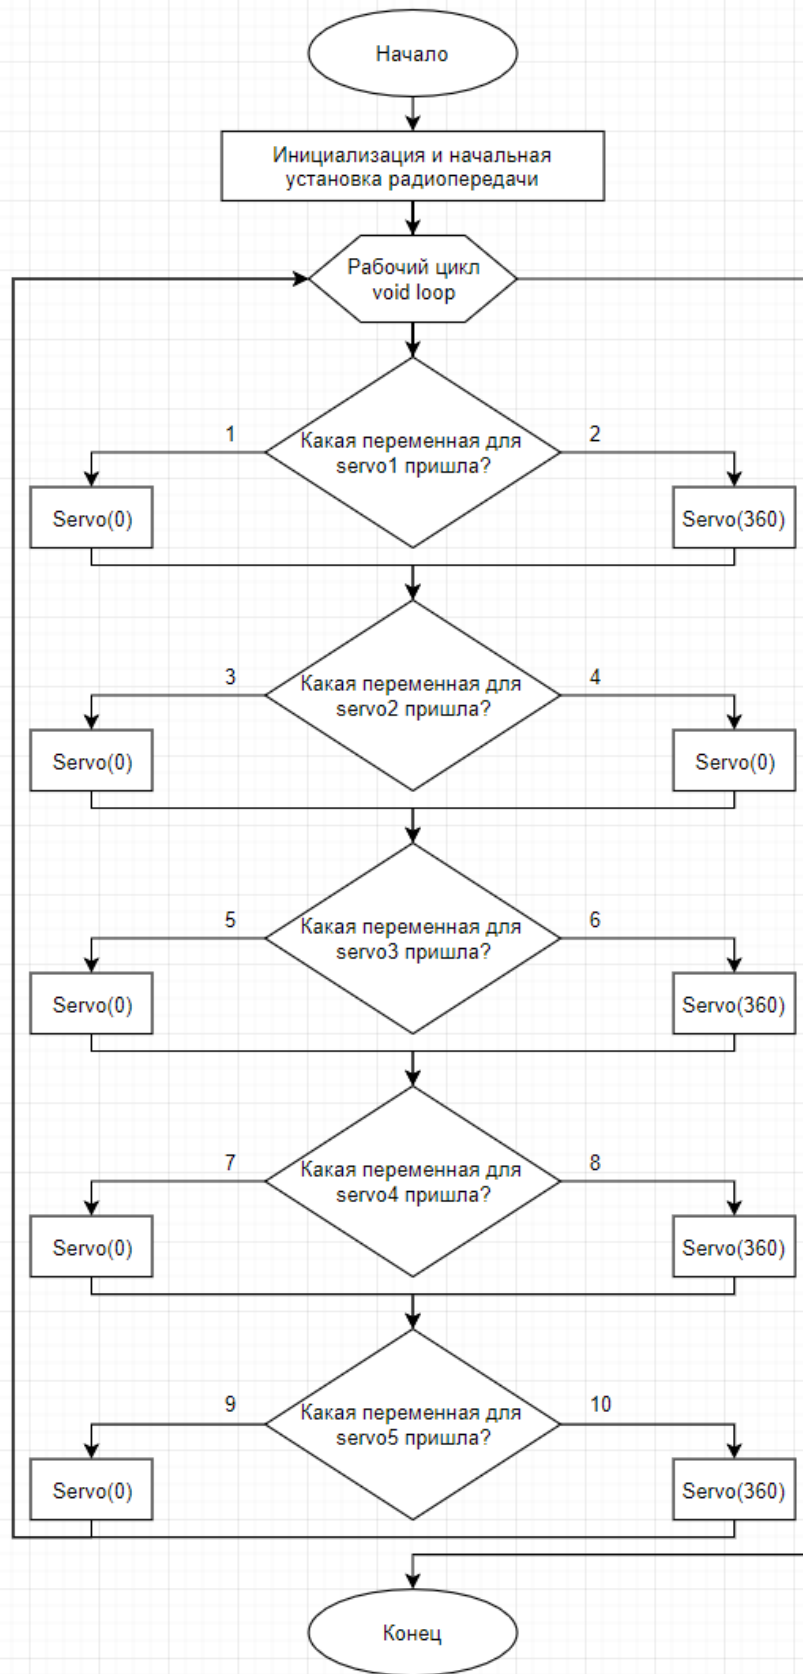 Начало
Инициализация и начальная
установка радиопередачи
Рабочий цикл
void loop
1
2
Какая переменная для
servo1 пришла?
Servo(0)
Servo(360)
3
4
Какая переменная для
servo2 пришла?
Servo(0)
Servo(0)
5
6
Какая переменная для
servo3 пришла?
Servo(0)
Servo(360)
7
8
Какая переменная для
servo4 пришла?
Servo(0)
Servo(360)
9
10
Какая переменная для
servo5 пришла?
Servo(0)
Servo(360)
Конец